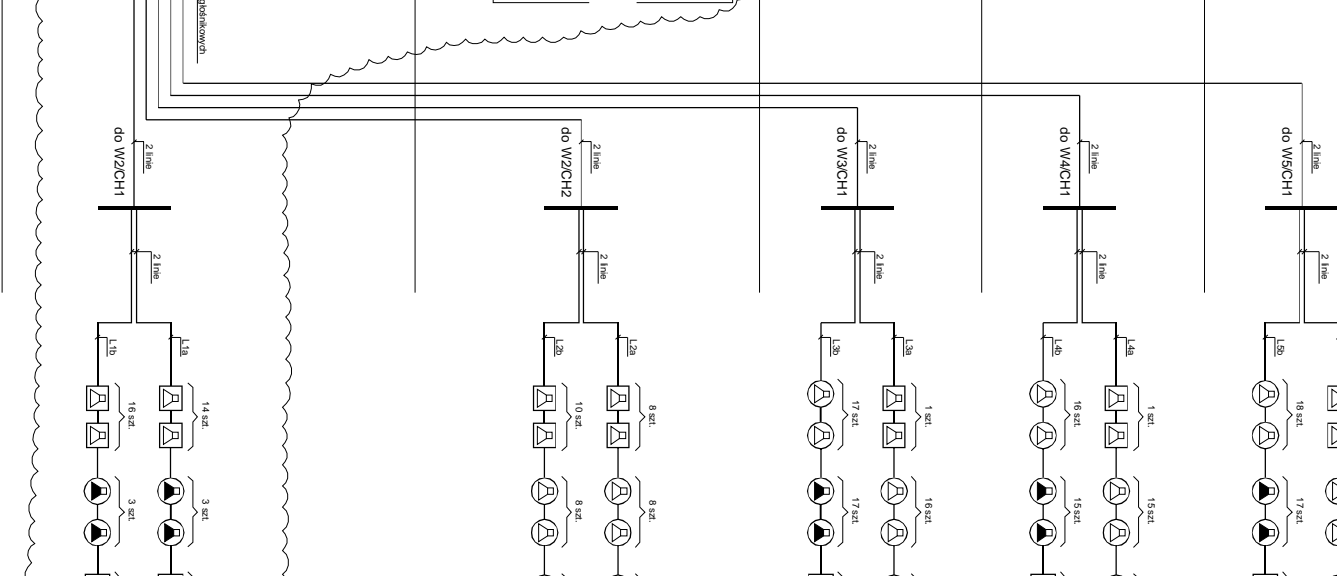 głośnikowych
do W2/CH1
2 linie
do W2/CH2
2 linie
do W3/CH1
2 linie
do W4/CH1
2 linie
do W5/CH1
2 linie
2 linie
2 linie
2 linie
2 linie
2 linie
L1b
L1a
L2b
L2a
L3b
L3a
L4b
L4a
L5b
16 szt.
14 szt.
10 szt.
8 szt.
17 szt.
1 szt.
16 szt.
1 szt.
18 szt.
3 szt.
3 szt.
8 szt.
8 szt.
17 szt.
16 szt.
15 szt.
15 szt.
17 szt.